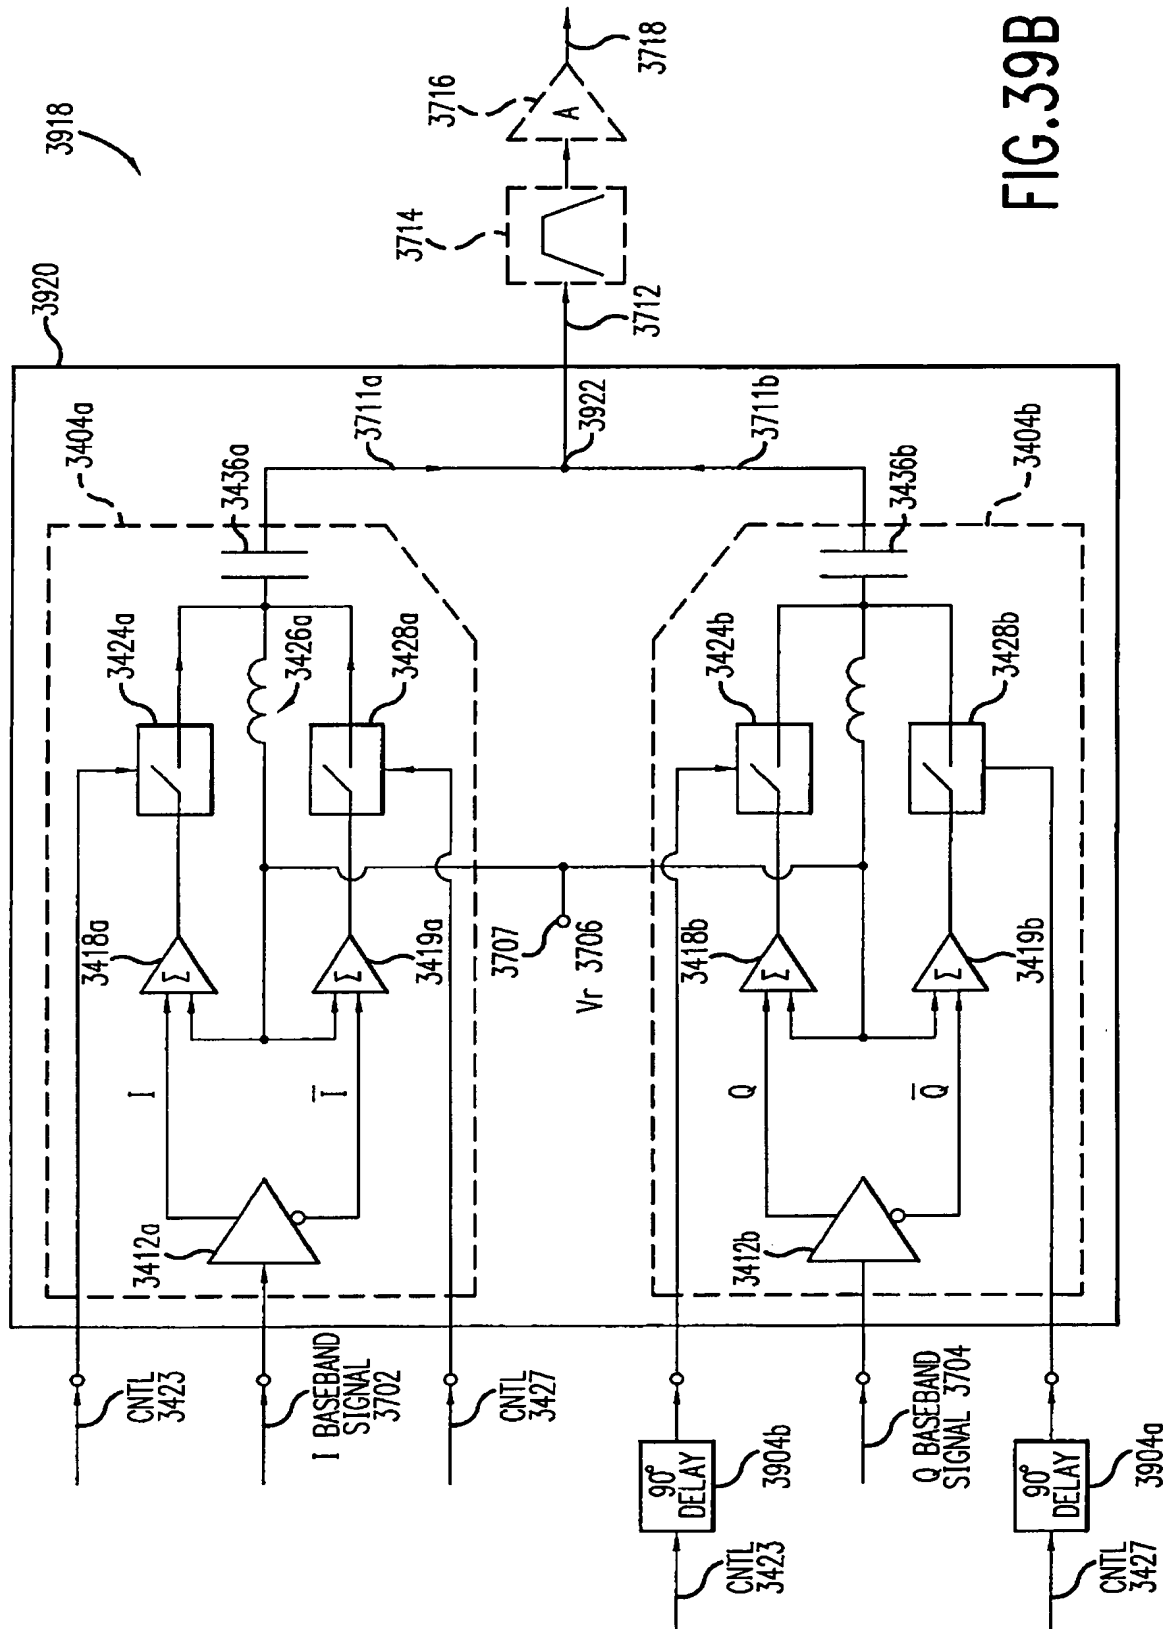 3918
3920
3404a
3424a
3436a
3711a
3418a
3426a
I
3412a
Ī
3419a
3428a
CNTL
3423
I BASEBAND
SIGNAL
3702
CNTL
3427
3707
Vr 3706
3922
3712
3714
3716
A
3718
3711b
3436b
3404b
3424b
3418b
Q
3412b
Q̅
3419b
3428b
Σ
Σ
Σ
Σ
90°
DELAY
3904b
CNTL
3423
Q BASEBAND
SIGNAL 3704
90°
DELAY
3904a
CNTL
3427
FIG.39B